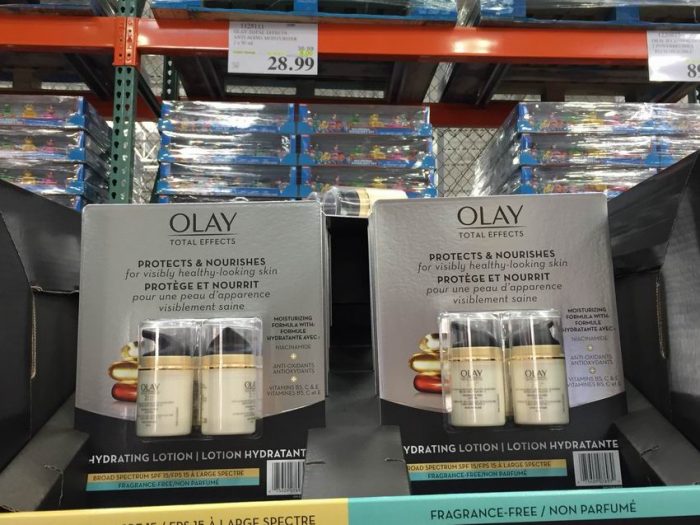 OLAY TOTAL EFFECTS
28.99
89
OLAY
TOTAL EFFECTS
PROTECTS & NOURISHES
for visibly healthy-looking skin
PROTÈGE ET NOURRIT
pour une peau d'apparence
visiblement saine
MOISTURIZING
FORMULA WITH:
FORMULE
HYDRATANTE AVEC:
NIACINAMIDE
+
ANTI-OXIDANTS
ANTIOXYDANTS
+
VITAMINS B5, C & E
VITAMINES B5, C et E
OLAY
OLAY
HYDRATING LOTION | LOTION HYDRATANTE
BROAD SPECTRUM SPF 15/FPS 15 À LARGE SPECTRE
FRAGRANCE-FREE/NON PARFUMÉ
OLAY
TOTAL EFFECTS
PROTECTS & NOURISHES
for visibly healthy-looking skin
PROTÈGE ET NOURRIT
pour une peau d'apparence
visiblement saine
MOISTURIZING
FORMULA WITH:
FORMULE
HYDRATANTE AVEC:
NIACINAMIDE
+
ANTI-OXIDANTS
ANTIOXYDANTS
+
VITAMINS B5, C & E
VITAMINES B5, C et E
OLAY
OLAY
HYDRATING LOTION | LOTION HYDRATANTE
BROAD SPECTRUM SPF 15/FPS 15 À LARGE SPECTRE
FRAGRANCE-FREE/NON PARFUMÉ
15 / FPS 15 À LARGE SPECTRE
FRAGRANCE-FREE / NON PARFUMÉ